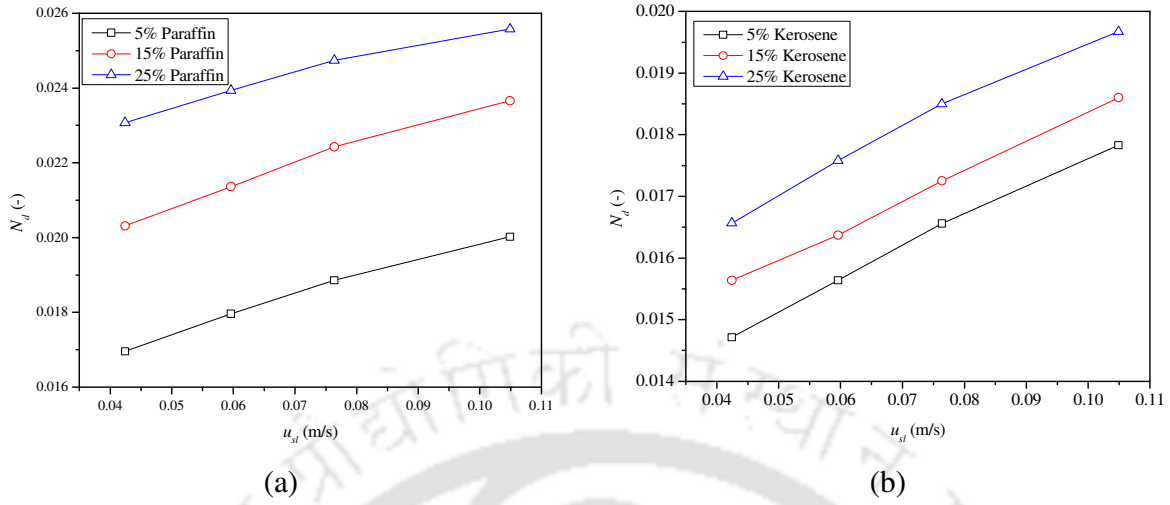 0.026
0.024
0.022
0.020
0.018
0.016
N_d (-)
5% Paraffin
15% Paraffin
25% Paraffin
0.04 0.05 0.06 0.07 0.08 0.09 0.10 0.11
u_sl (m/s)
(a)
0.020
0.019
0.018
0.017
0.016
0.015
0.014
N_d (-)
5% Kerosene
15% Kerosene
25% Kerosene
0.04 0.05 0.06 0.07 0.08 0.09 0.10 0.11
u_sl (m/s)
(b)